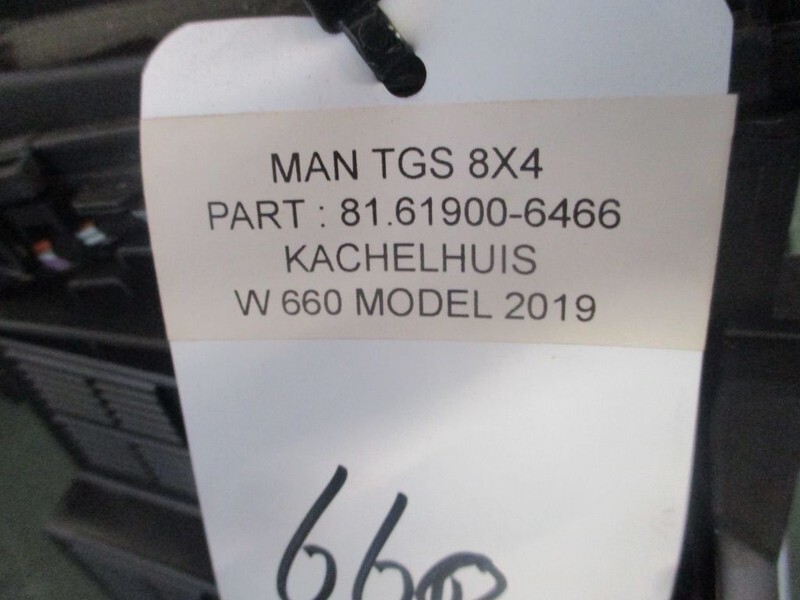 MAN TGS 8X4
PART : 81.61900-6466
KACHELHUIS
W 660 MODEL 2019
660